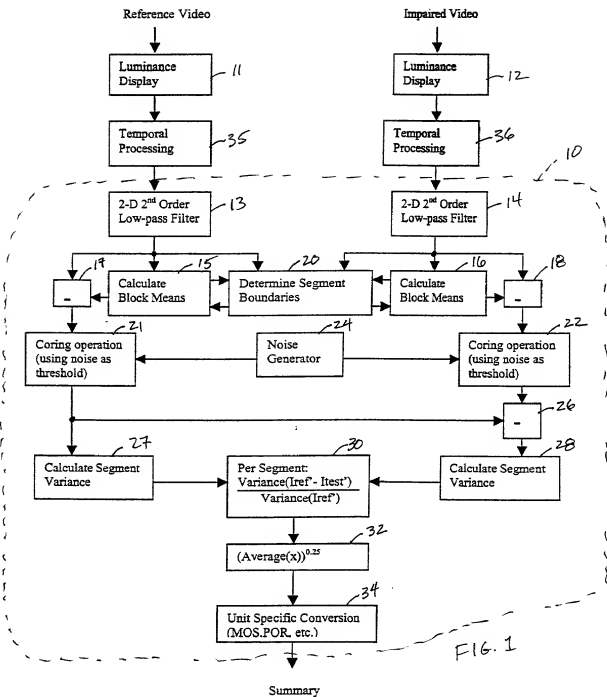 Reference Video
Impaired Video
Luminance
Display
11
Luminance
Display
12
Temporal
Processing
35
Temporal
Processing
36
10
2-D 2nd Order
Low-pass Filter
13
2-D 2nd Order
Low-pass Filter
14
17
-
Calculate
Block Means
15
Determine Segment
Boundaries
20
Calculate
Block Means
16
18
-
21
Coring operation
(using noise as
threshold)
Noise
Generator
24
22
Coring operation
(using noise as
threshold)
26
-
27
Calculate Segment
Variance
30
Per Segment:
Variance(Iref'- Itest')
Variance(Iref')
28
Calculate Segment
Variance
32
(Average(x))0.25
34
Unit Specific Conversion
(MOS,POR, etc.)
FIG. 1
Summary